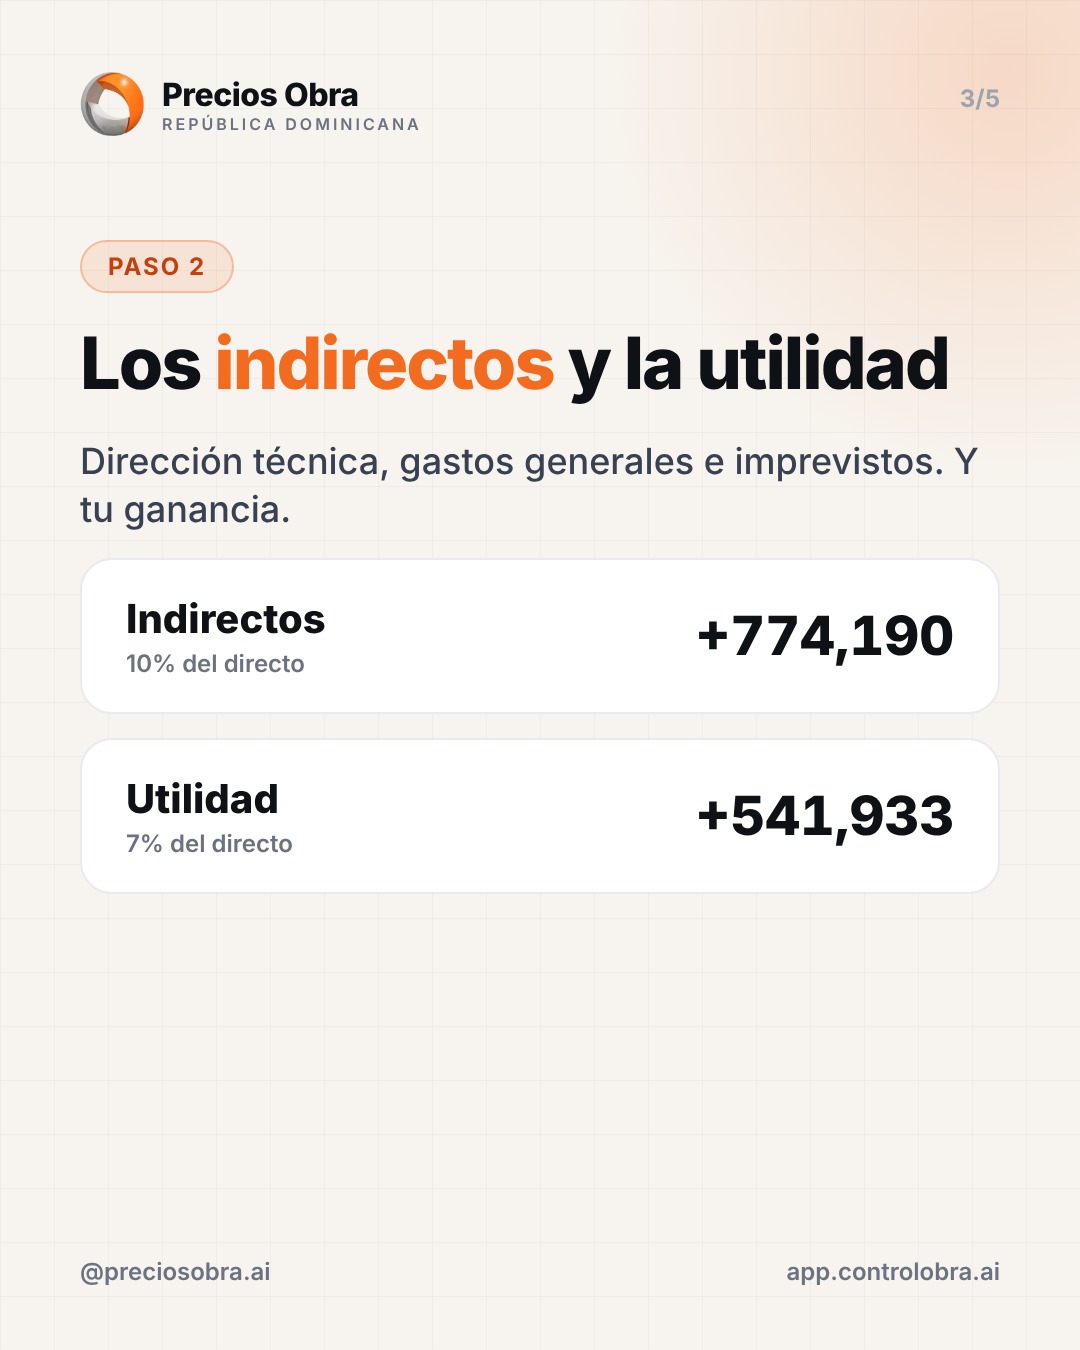 Precios Obra
REPÚBLICA DOMINICANA
3/5
PASO 2
Los indirectos y la utilidad
Dirección técnica, gastos generales e imprevistos. Y
tu ganancia.
Indirectos
10% del directo
+774,190
Utilidad
7% del directo
+541,933
@preciosobra.ai
app.controlobra.ai